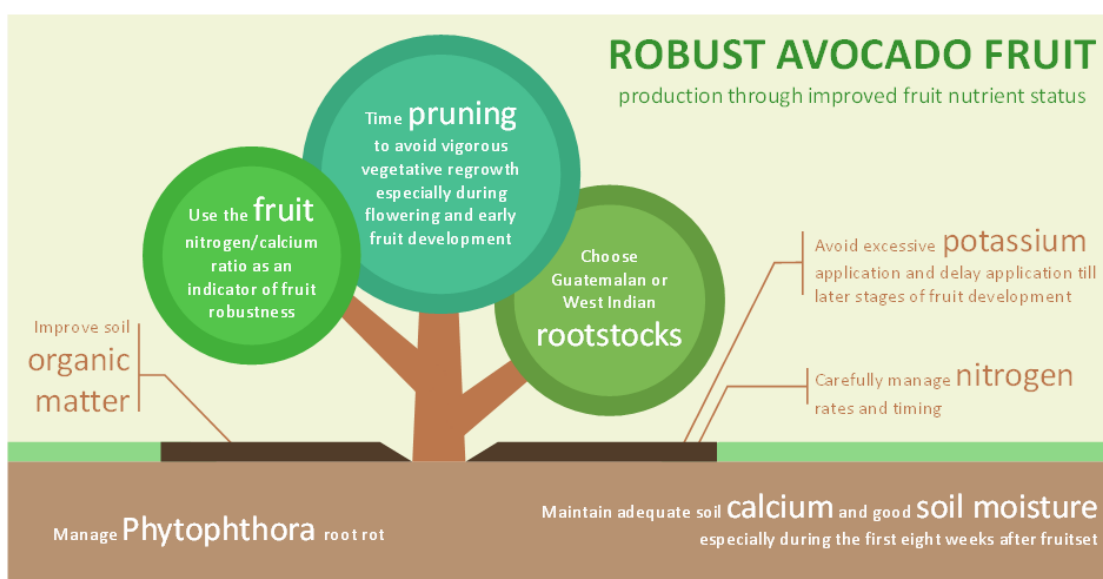 ROBUST AVOCADO FRUIT
production through improved fruit nutrient status
Time pruning
to avoid vigorous
vegetative regrowth
especially during
flowering and early
fruit development
Use the fruit
nitrogen/calcium
ratio as an
indicator of fruit
robustness
Choose
Guatemalan or
West Indian
rootstocks
Avoid excessive potassium
application and delay application till
later stages of fruit development
Improve soil
organic
matter
Carefully manage nitrogen
rates and timing
Manage Phytophthora root rot
Maintain adequate soil calcium and good soil moisture
especially during the first eight weeks after fruitset